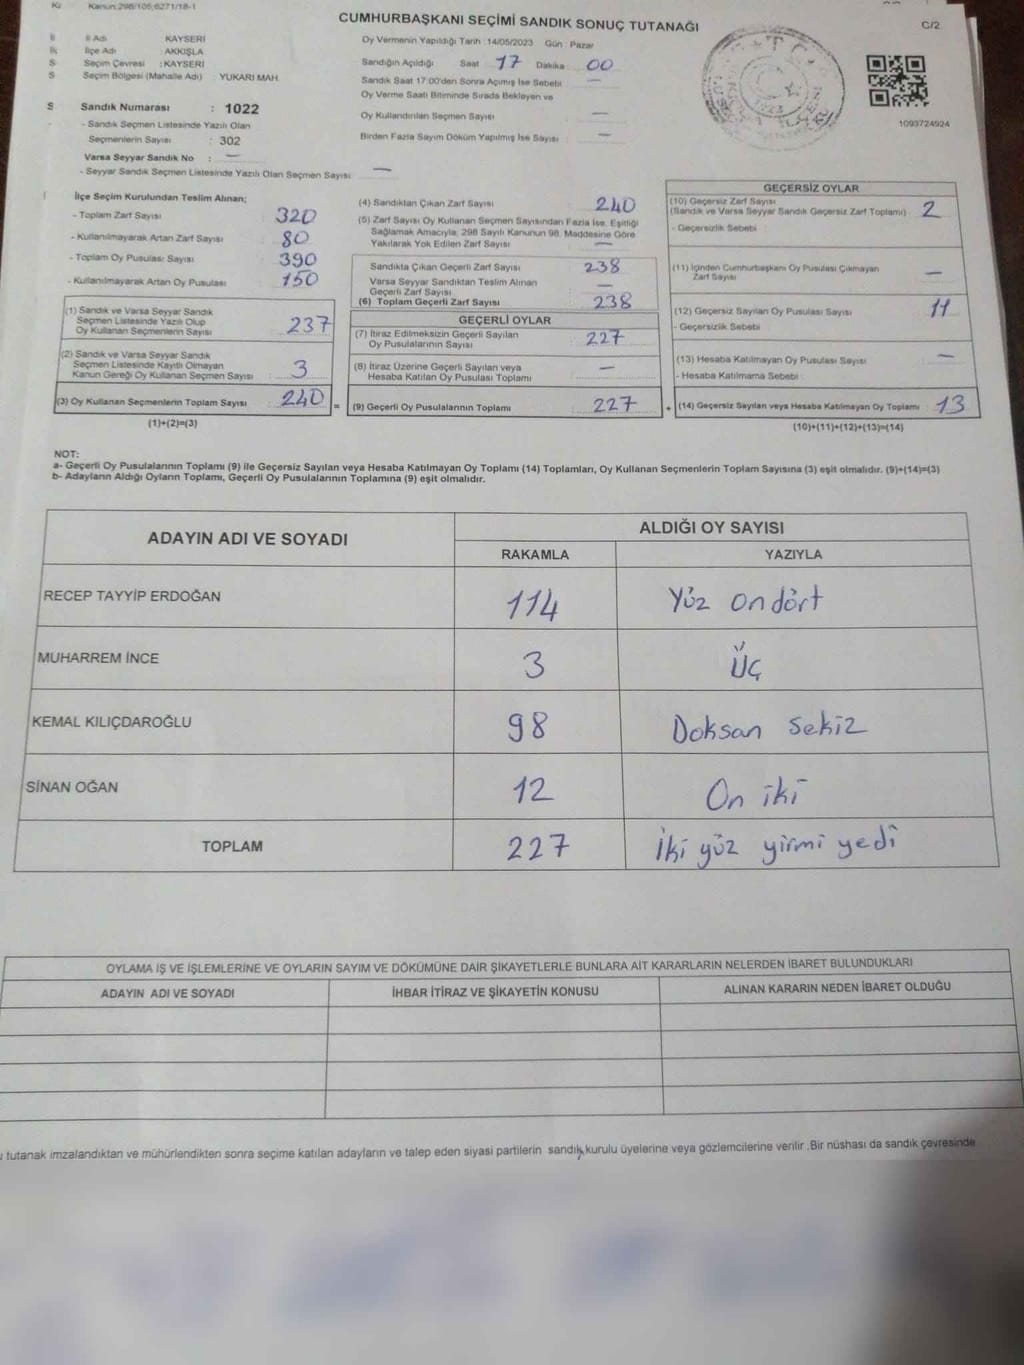 Kanun:298/105,6271/18-1
CUMHURBAŞKANI SEÇİMİ SANDIK SONUÇ TUTANAĞI
C/2
İl Adı KAYSERİ
İlçe Adı : AKKIŞLA
Seçim Çevresi : KAYSERİ
Seçim Bölgesi (Mahalle Adı) : YUKARI MAH.
Sandık Numarası : 1022
- Sandık Seçmen Listesinde Yazılı Olan
Seçmenlerin Sayısı : 302
Varsa Seyyar Sandık No : —
- Seyyar Sandık Seçmen Listesinde Yazılı Olan Seçmen Sayısı —
Oy Vermenin Yapıldığı Tarih : 14/05/2023 Gün : Pazar
Sandığın Açıldığı Saat 17 Dakika 00
Sandık Saat 17:00'den Sonra Açımış İse Sebebi —
Oy Verme Saati Bitiminde Sırada Bekleyen ve
Oy Kullandırılan Seçmen Sayısı —
Birden Fazla Sayım Döküm Yapılmış İse Sayısı —
1093724924
İlçe Seçim Kurulundan Teslim Alınan;
- Toplam Zarf Sayısı 320
- Kullanılmayarak Artan Zarf Sayısı 80
- Toplam Oy Pusulası Sayısı 390
- Kullanılmayarak Artan Oy Pusulası 150
(1) Sandık ve Varsa Seyyar Sandık
Seçmen Listesinde Yazılı Olup
Oy Kullanan Seçmenlerin Sayısı 237
(2) Sandık ve Varsa Seyyar Sandık
Seçmen Listesinde Kayıtlı Olmayan
Kanun Gereği Oy Kullanan Seçmen Sayısı 3
(3) Oy Kullanan Seçmenlerin Toplam Sayısı 240 =
(1)+(2)=(3)
(4) Sandıktan Çıkan Zarf Sayısı 240
(5) Zarf Sayısı Oy Kullanan Seçmen Sayısından Fazla İse, Eşitliği
Sağlamak Amacıyla, 298 Sayılı Kanunun 98. Maddesine Göre
Yakılarak Yok Edilen Zarf Sayısı —
Sandıkta Çıkan Geçerli Zarf Sayısı 238
Varsa Seyyar Sandıktan Teslim Alınan
Geçerli Zarf Sayısı —
(6) Toplam Geçerli Zarf Sayısı 238
GEÇERLİ OYLAR
(7) İtiraz Edilmeksizin Geçerli Sayılan
Oy Pusulalarının Sayısı 227
(8) İtiraz Üzerine Geçerli Sayılan veya
Hesaba Katılan Oy Pusulası Toplamı —
(9) Geçerli Oy Pusulalarının Toplamı 227 +
GEÇERSİZ OYLAR
(10) Geçersiz Zarf Sayısı
(Sandık ve Varsa Seyyar Sandık Geçersiz Zarf Toplamı) 2
- Geçersizlik Sebebi :
(11) İçinden Cumhurbaşkanı Oy Pusulası Çıkmayan
Zarf Sayısı —
(12) Geçersiz Sayılan Oy Pusulası Sayısı 11
- Geçersizlik Sebebi:
(13) Hesaba Katılmayan Oy Pusulası Sayısı —
- Hesaba Katılmama Sebebi :
(14) Geçersiz Sayılan veya Hesaba Katılmayan Oy Toplamı 13
(10)+(11)+(12)+(13)=(14)
NOT:
a- Geçerli Oy Pusulalarının Toplamı (9) ile Geçersiz Sayılan veya Hesaba Katılmayan Oy Toplamı (14) Toplamları, Oy Kullanan Seçmenlerin Toplam Sayısına (3) eşit olmalıdır. (9)+(14)=(3)
b- Adayların Aldığı Oyların Toplamı, Geçerli Oy Pusulalarının Toplamına (9) eşit olmalıdır.
ADAYIN ADI VE SOYADI ALDIĞI OY SAYISI
RAKAMLA YAZIYLA
RECEP TAYYİP ERDOĞAN 114 Yüz ondört
MUHARREM İNCE 3 Üç
KEMAL KILIÇDAROĞLU 98 Doksan sekiz
SİNAN OĞAN 12 On iki
TOPLAM 227 İki yüz yirmi yedi
OYLAMA İŞ VE İŞLEMLERİNE VE OYLARIN SAYIM VE DÖKÜMÜNE DAİR ŞİKAYETLERLE BUNLARA AİT KARARLARIN NELERDEN İBARET BULUNDUKLARI
ADAYIN ADI VE SOYADI İHBAR İTİRAZ VE ŞİKAYETİN KONUSU ALINAN KARARIN NEDEN İBARET OLDUĞU
tutanak imzalandıktan ve mühürlendikten sonra seçime katılan adayların ve talep eden siyasi partilerin sandık kurulu üyelerine veya gözlemcilerine verilir .Bir nüshası da sandık çevresinde